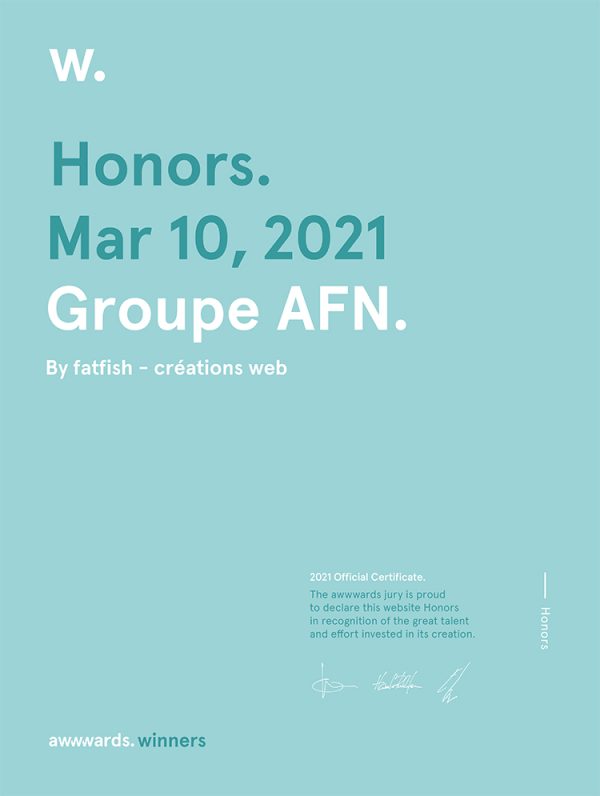 w.
Honors.
Mar 10, 2021
Groupe AFN.
By fatfish - créations web
2021 Official Certificate.
The awwwards jury is proud
to declare this website Honors
in recognition of the great talent
and effort invested in its creation.
Honors
awwwards.winners